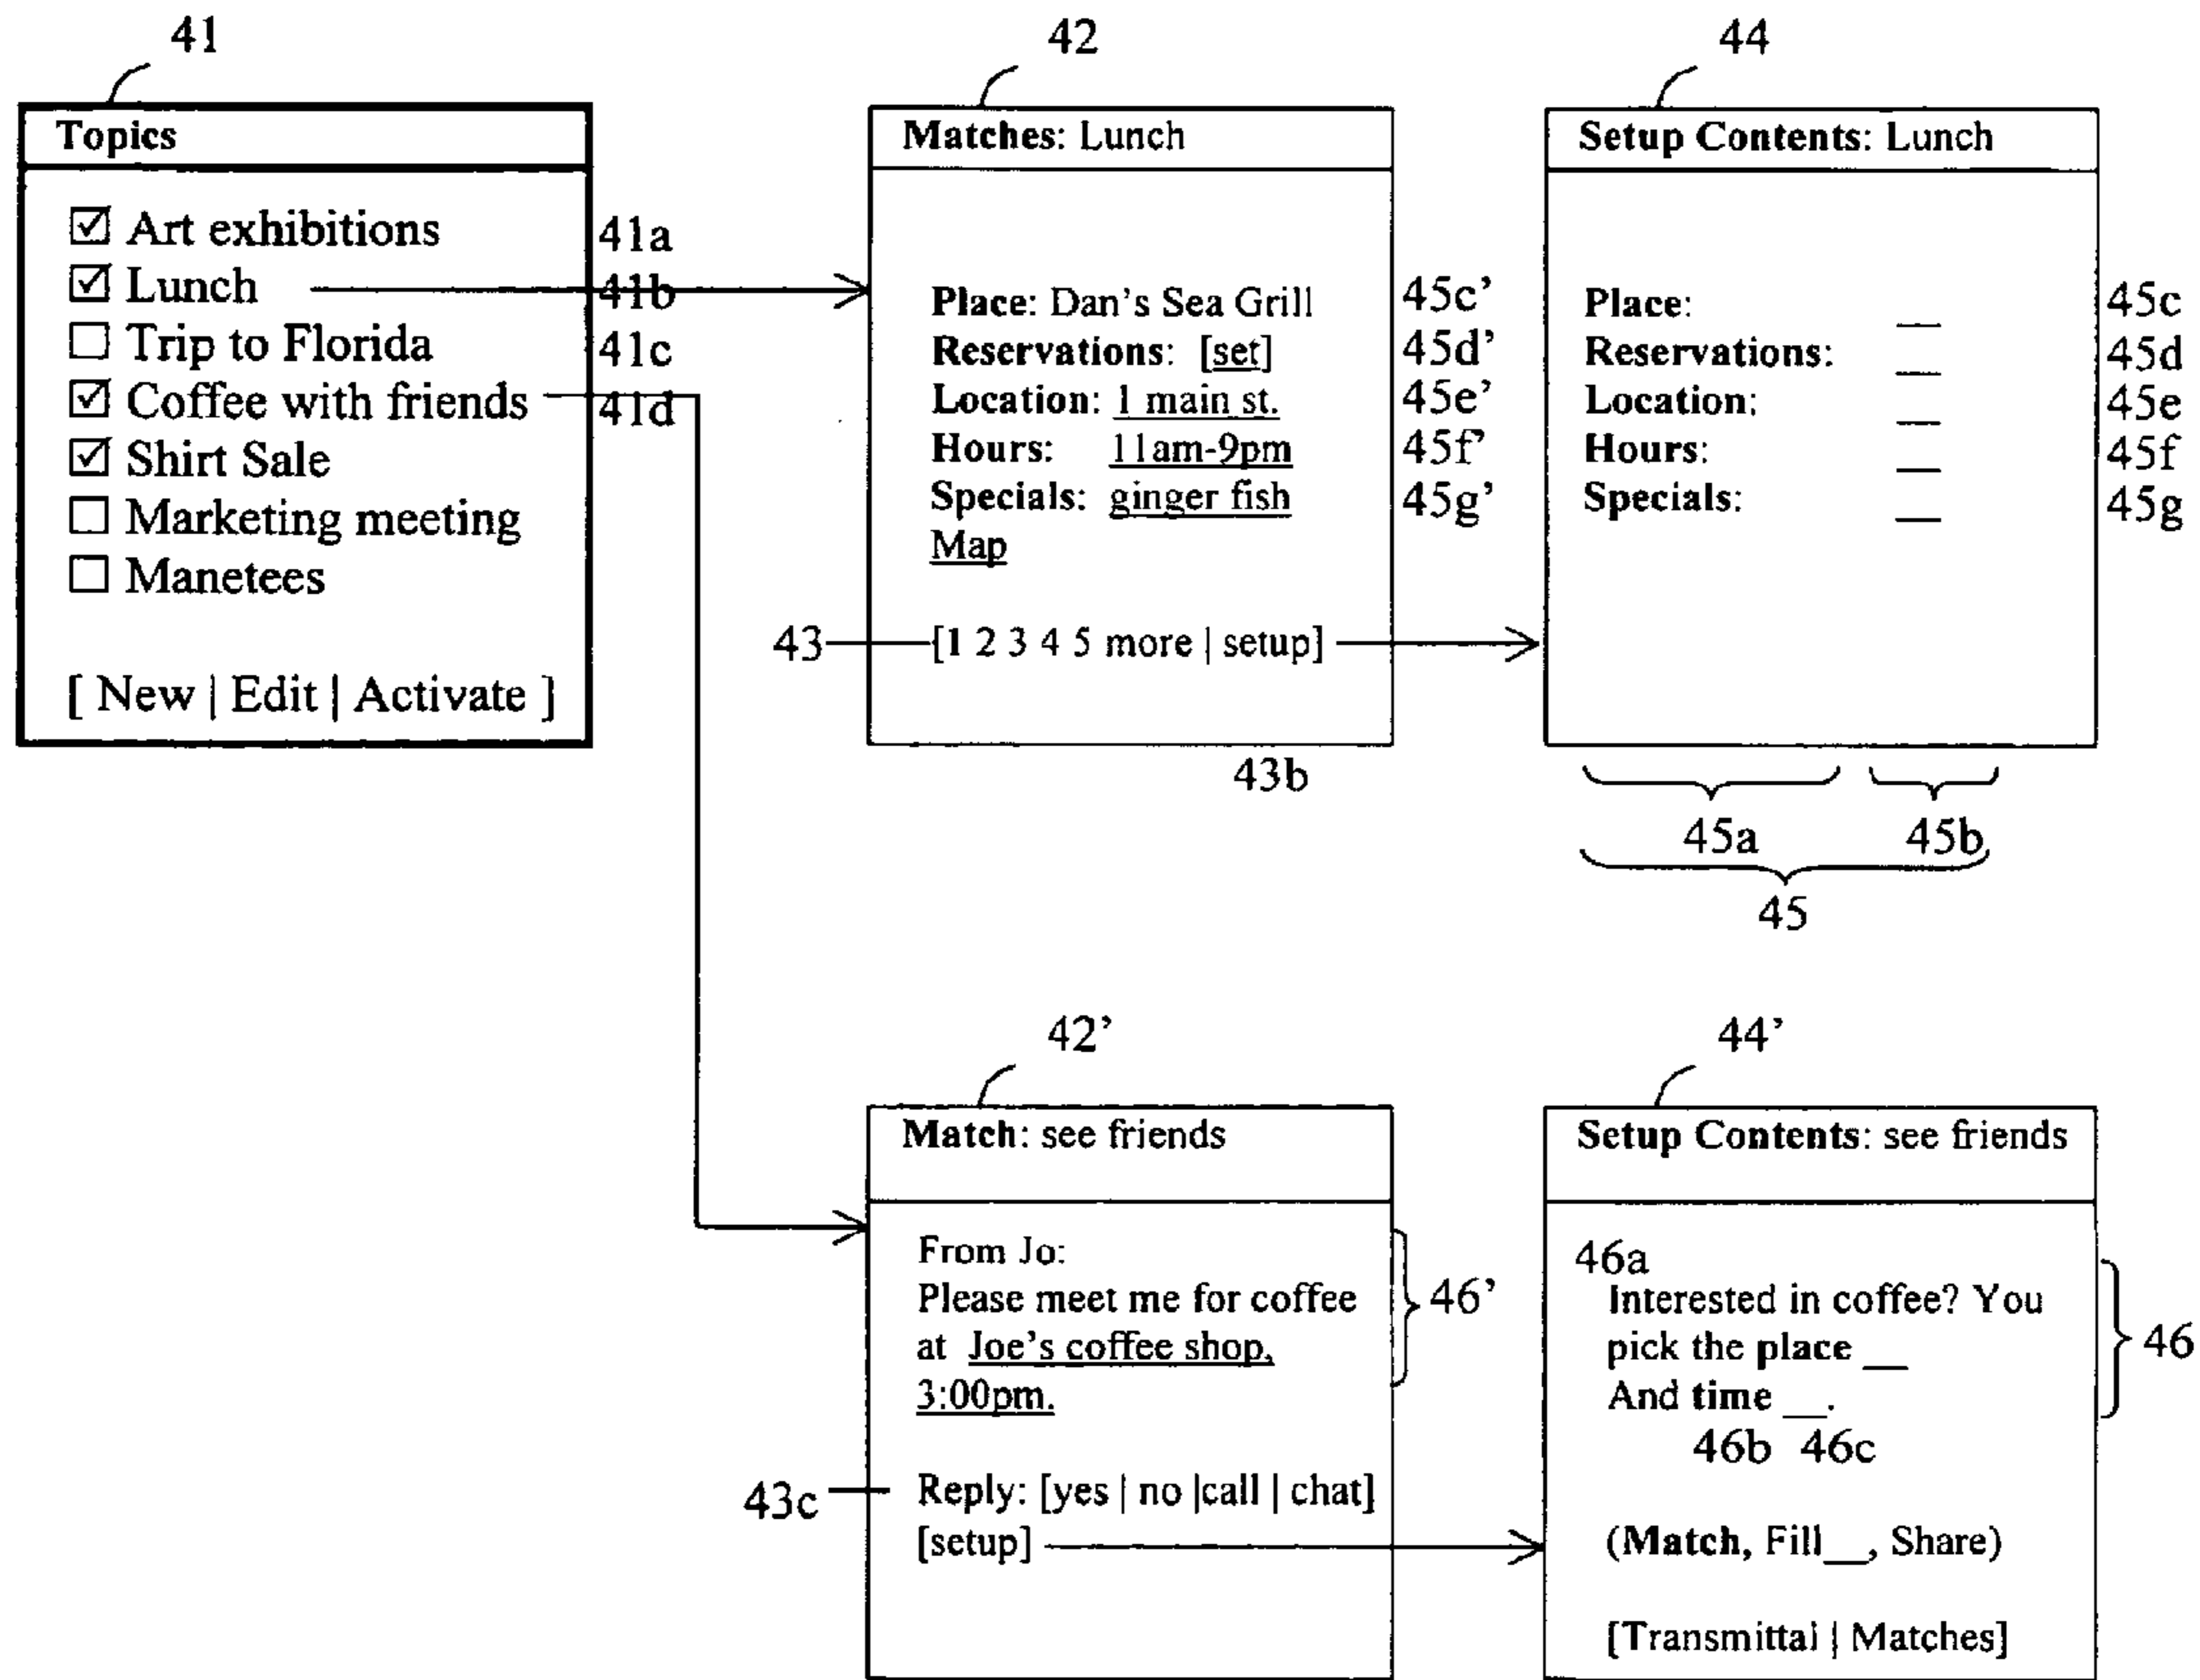 41
Topics
☑ Art exhibitions 41a
☑ Lunch 41b
☐ Trip to Florida 41c
☑ Coffee with friends 41d
☑ Shirt Sale
☐ Marketing meeting
☐ Manetees
[ New | Edit | Activate ]
42
Matches: Lunch
Place: Dan's Sea Grill 45c'
Reservations: [set] 45d'
Location: 1 main st. 45e'
Hours: 11am-9pm 45f'
Specials: ginger fish 45g'
Map
43 [1 2 3 4 5 more | setup]
43b
44
Setup Contents: Lunch
Place: __ 45c
Reservations: __ 45d
Location: __ 45e
Hours: __ 45f
Specials: __ 45g
45a 45b
45
42'
Match: see friends
From Jo:
Please meet me for coffee
at Joe's coffee shop,
3:00pm.
46'
43c Reply: [yes | no |call | chat]
[setup]
44'
Setup Contents: see friends
46a
Interested in coffee? You
pick the place __
And time __.
46b 46c
46
(Match, Fill__, Share)
[Transmittal | Matches]